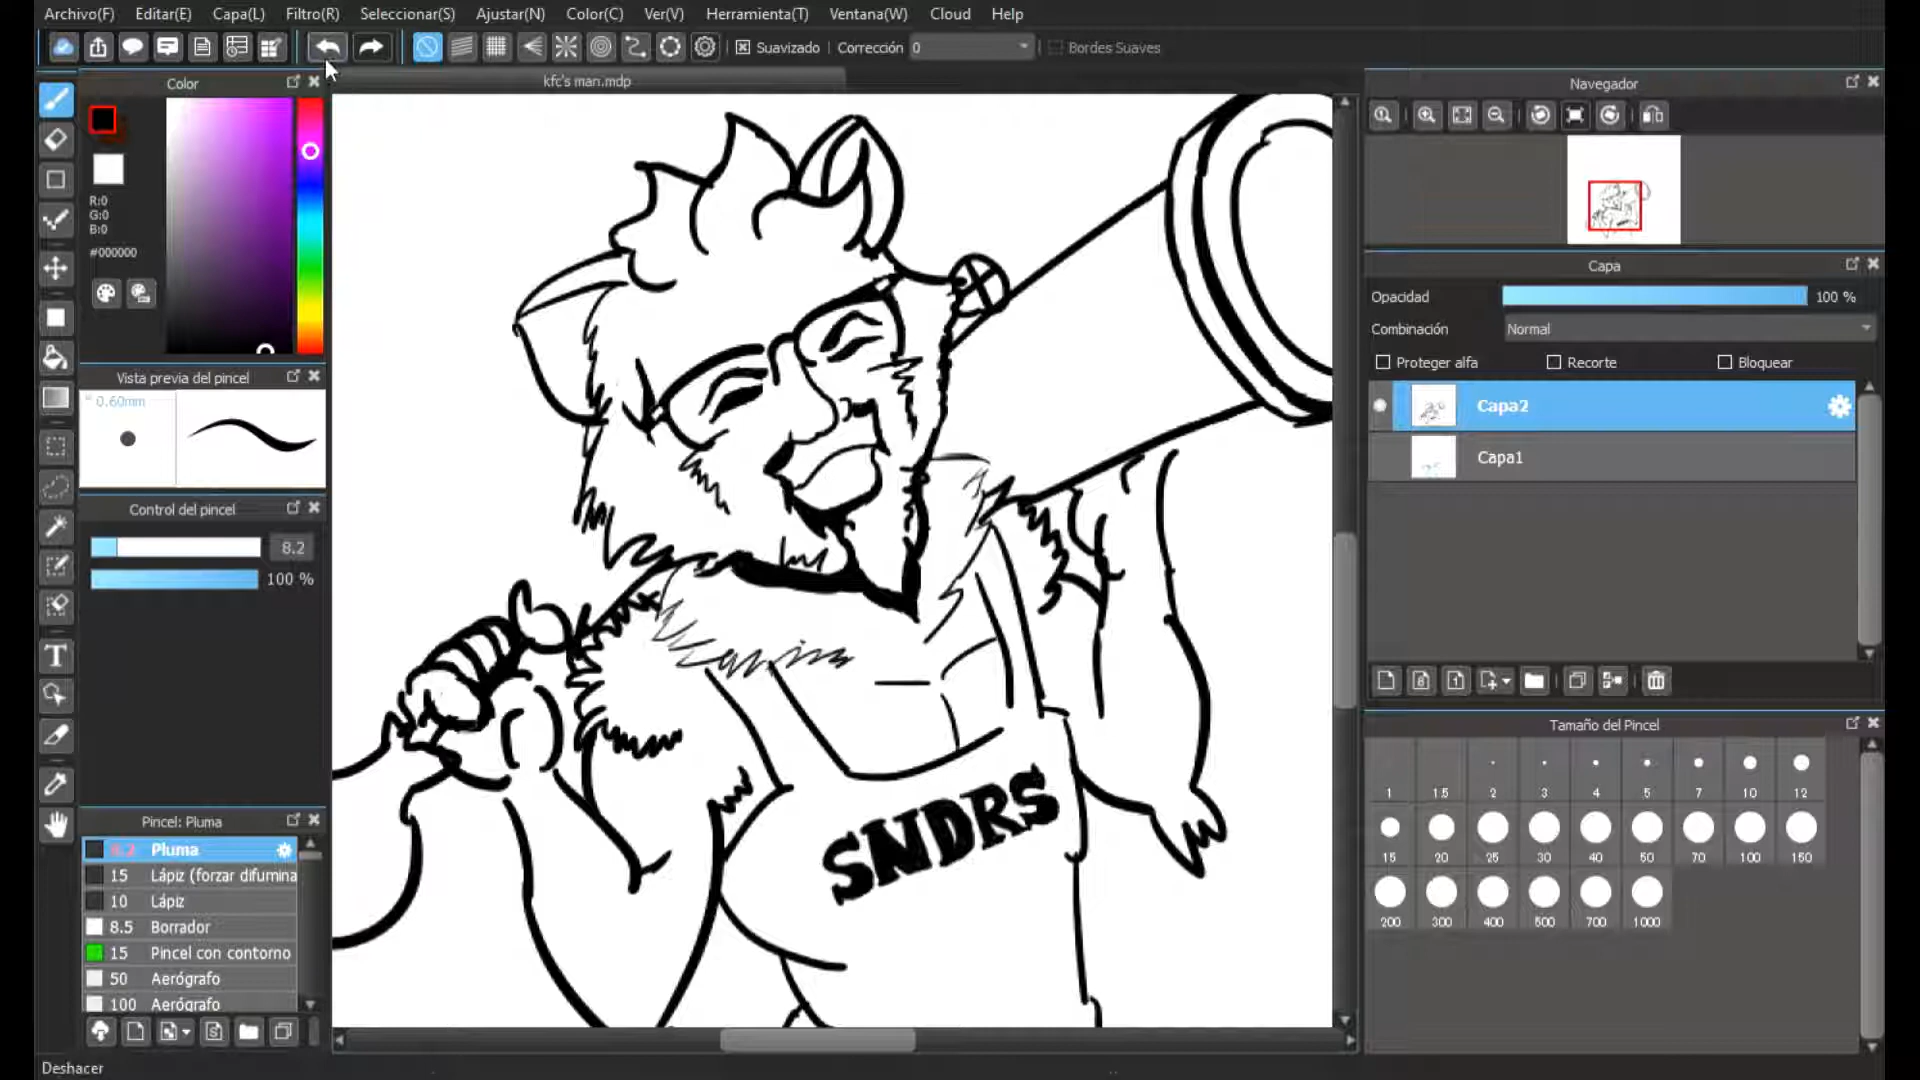 Archivo(F) Editar(E) Capa(L) Filtro(R) Seleccionar(S) Ajustar(N) Color(C) Ver(V) Herramienta(T) Ventana(W) Cloud Help
Suavizado Corrección 0 Bordes Suaves
Color
kfc's man.mdp
Navegador
R:0
G:0
B:0
#000000
Capa
Opacidad 100 %
Combinación Normal
Proteger alfa Recorte Bloquear
Vista previa del pincel
0.60mm
Capa2
Capa1
Control del pincel
8.2
100 %
T
SNDRS
Tamaño del Pincel
1 1.5 2 3 4 5 7 10 12
15 20 25 30 40 50 70 100 150
200 300 400 500 700 1000
Pincel: Pluma
8.2 Pluma
15 Lápiz (forzar difumina
10 Lápiz
8.5 Borrador
15 Pincel con contorno
50 Aerógrafo
100 Aerógrafo
Deshacer